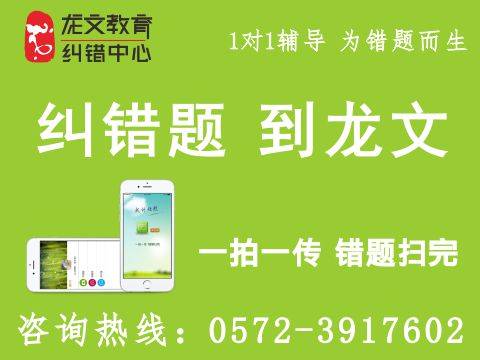 龙文教育
纠错中心
1对1辅导 为错题而生
纠错题 到龙文
一拍一传 错题扫完
咨询热线：0572-3917602